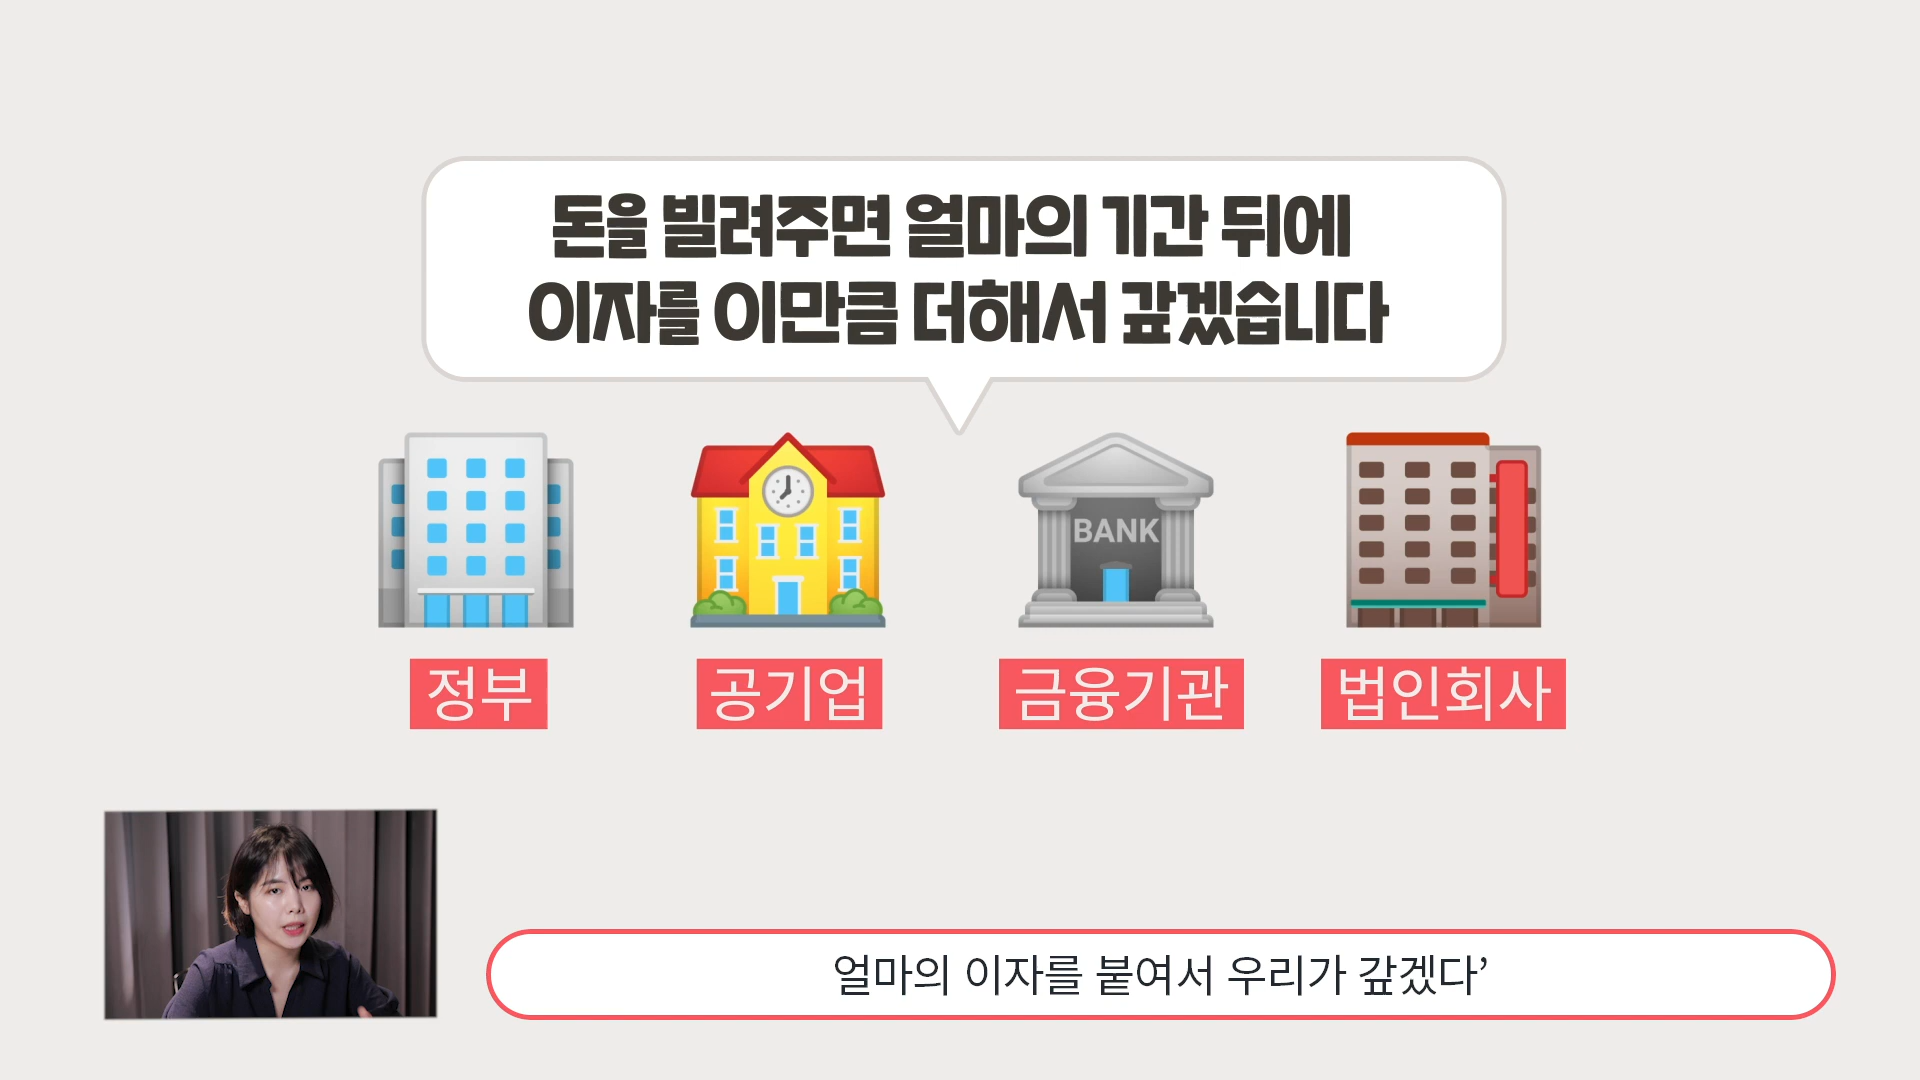 돈을 빌려주면 얼마의 기간 뒤에
이자를 이만큼 더해서 갚겠습니다
BANK
정부
공기업
금융기관
법인회사
얼마의 이자를 붙여서 우리가 갚겠다’